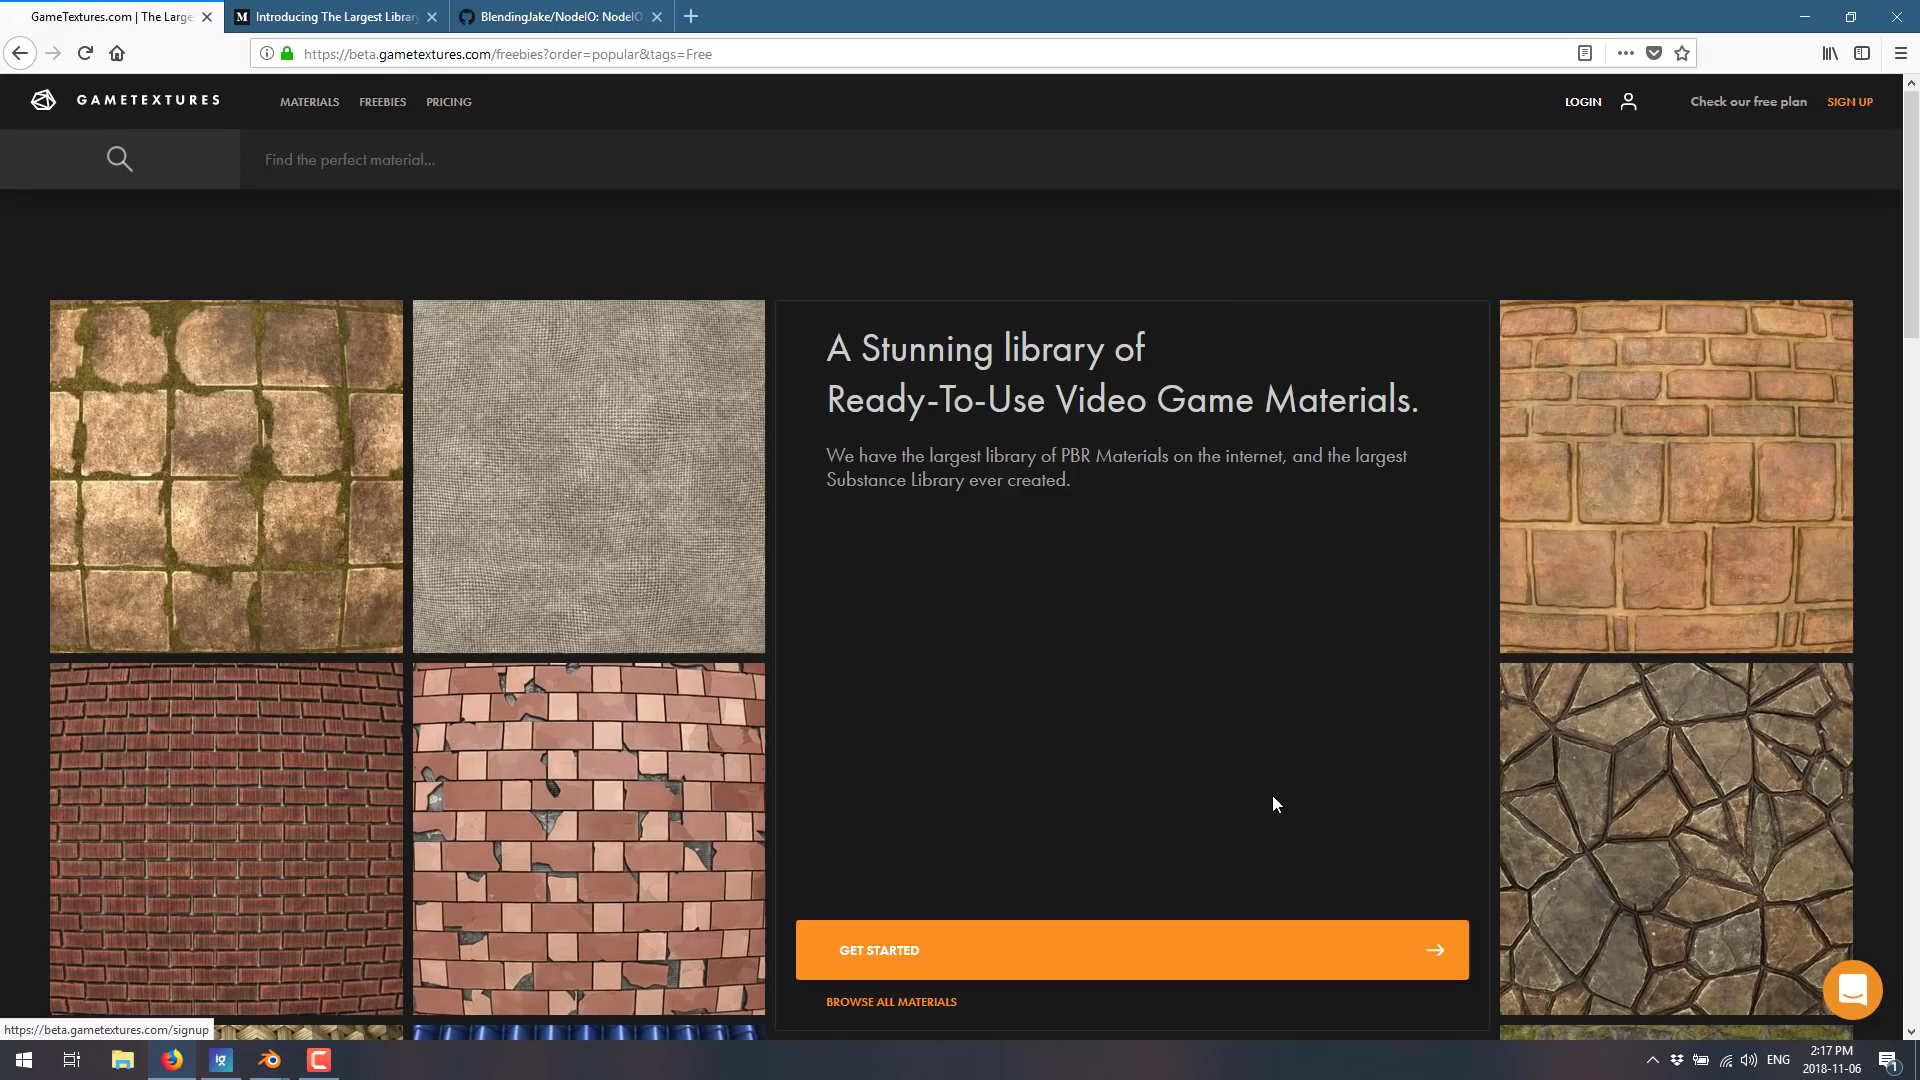 GameTextures.com | The Large
Introducing The Largest Library
BlendingJake/NodeIO: NodeIO
https://beta.gametextures.com/freebies?order=popular&tags=Free
GAMETEXTURES
MATERIALS
FREEBIES
PRICING
LOGIN
Check our free plan
SIGN UP
Find the perfect material...
A Stunning library of
Ready-To-Use Video Game Materials.
We have the largest library of PBR Materials on the internet, and the largest
Substance Library ever created.
GET STARTED
BROWSE ALL MATERIALS
https://beta.gametextures.com/signup
ENG
2:17 PM
2018-11-06